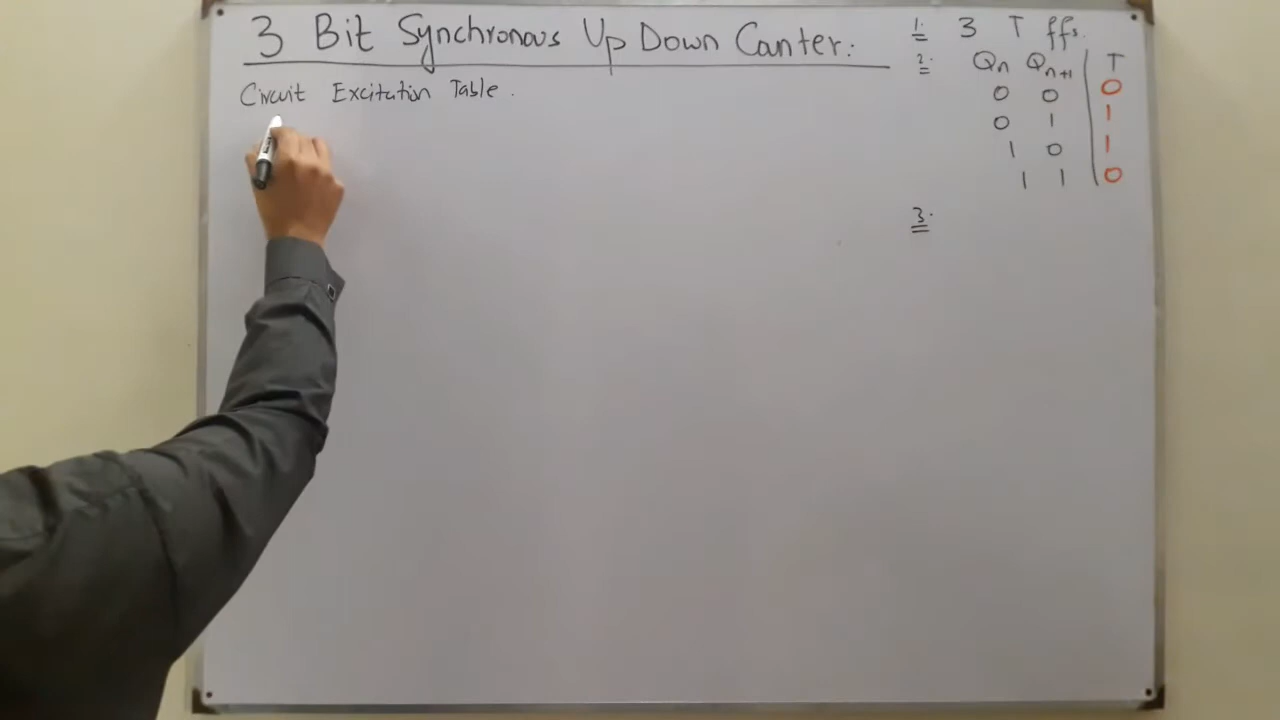 3 Bit Synchronous Up Down Canter:
Circuit Excitation Table.
1. 3 T ffs.
2. Qn Qn+1 T
0 0 0
0 1 1
1 0 1
1 1 0
3.